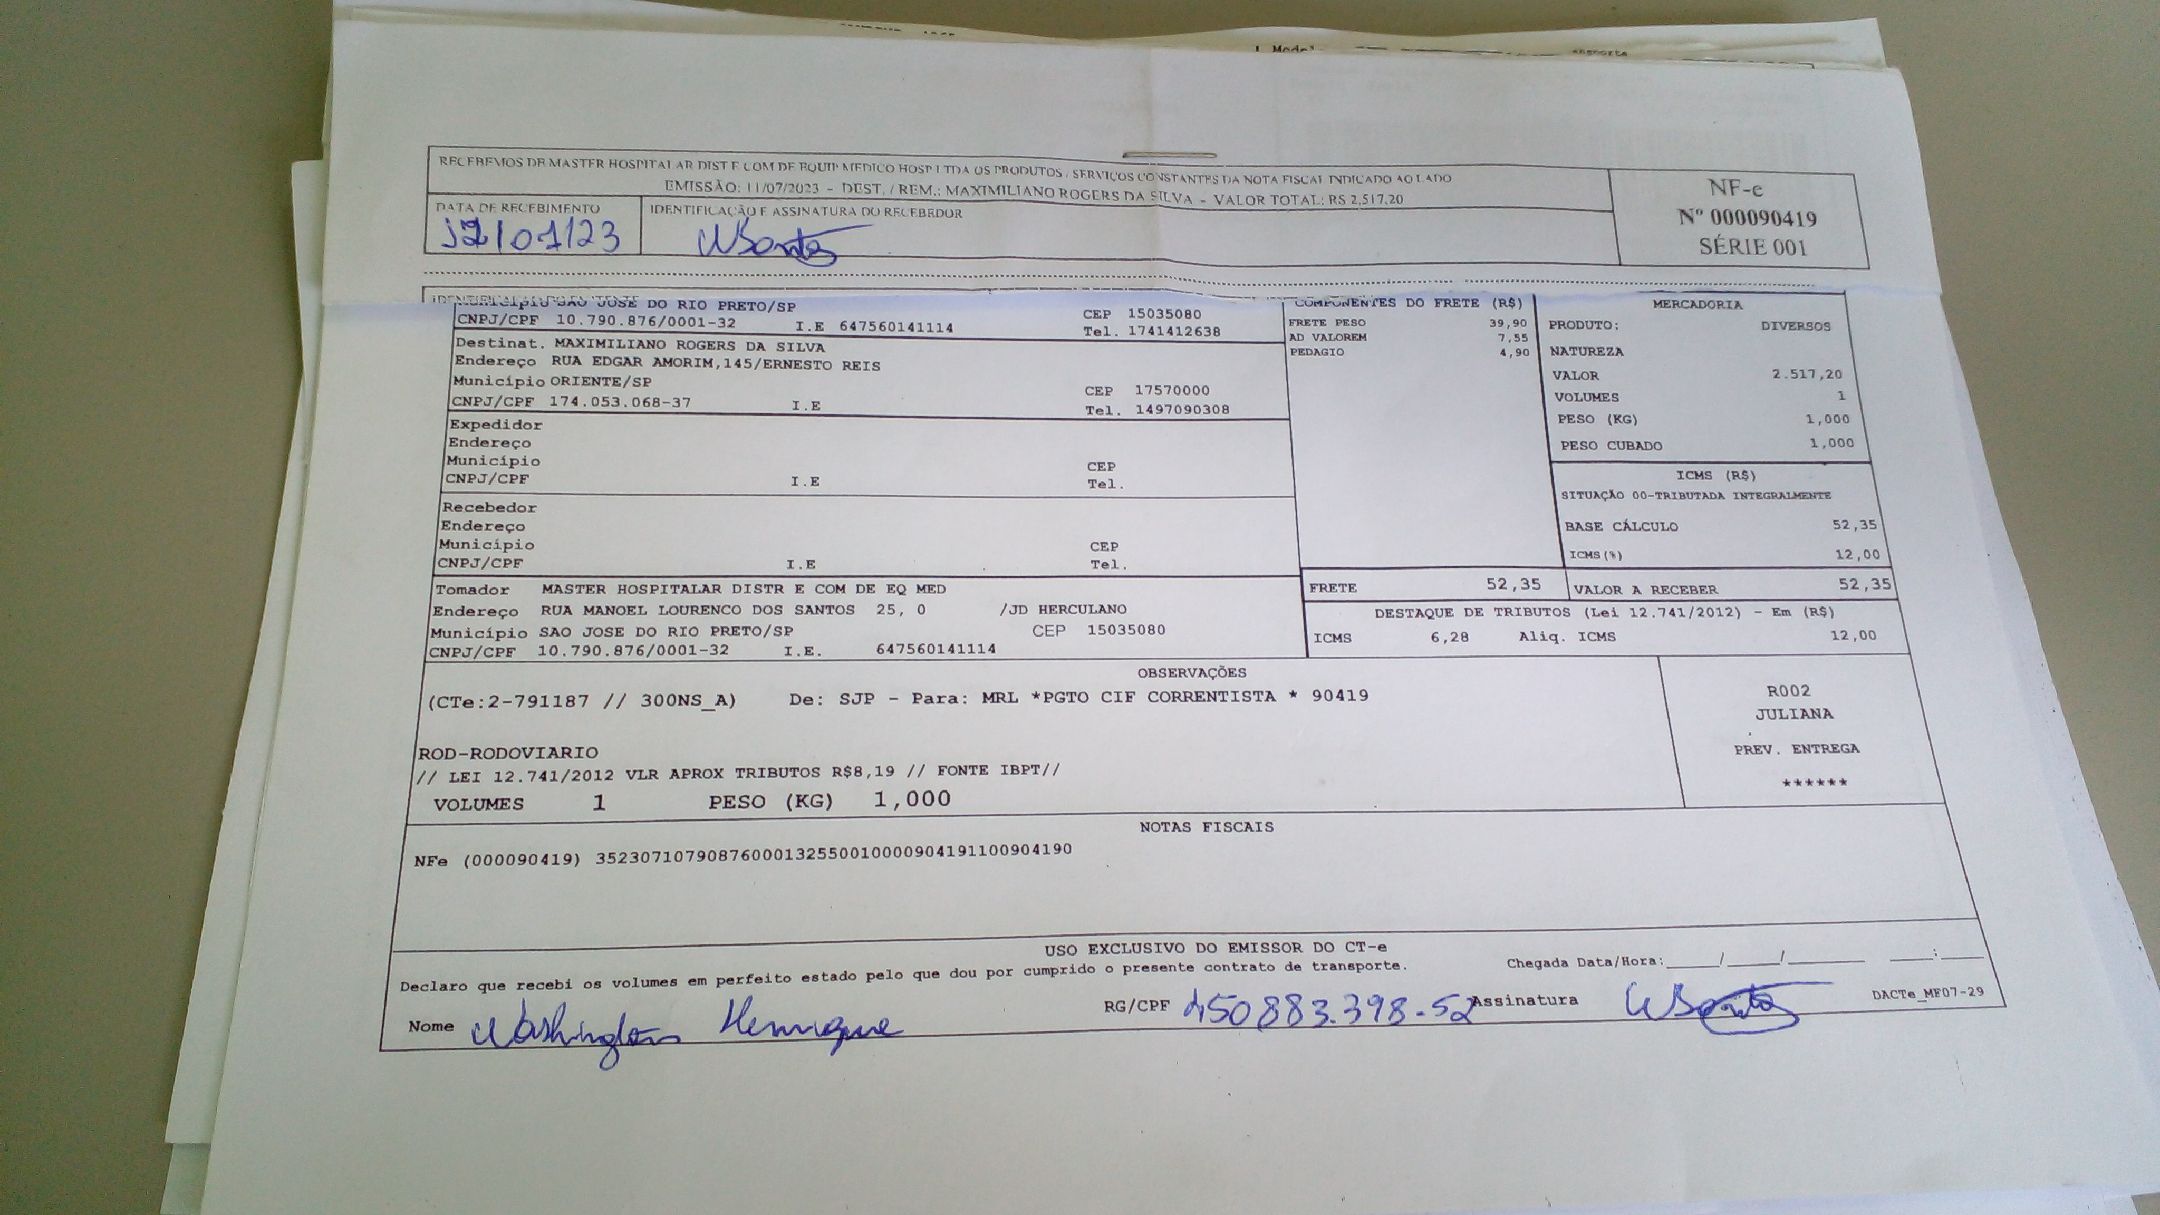 RECEBEMOS DE MASTER HOSPITALAR DIST E COM DE EQUIP MEDICO HOSP LTDA OS PRODUTOS / SERVIÇOS CONSTANTES DA NOTA FISCAL INDICADO AO LADO
EMISSÃO: 11/07/2023 - DEST. / REM.: MAXIMILIANO ROGERS DA SILVA - VALOR TOTAL: R$ 2.517,20
NF-e
Nº 000090419
SÉRIE 001
DATA DE RECEBIMENTO
IDENTIFICAÇÃO E ASSINATURA DO RECEBEDOR
Município SAO JOSE DO RIO PRETO/SP CEP 15035080
CNPJ/CPF 10.790.876/0001-32 I.E 647560141114 Tel. 1741412638
Destinat. MAXIMILIANO ROGERS DA SILVA
Endereço RUA EDGAR AMORIM,145/ERNESTO REIS
Município ORIENTE/SP CEP 17570000
CNPJ/CPF 174.053.068-37 I.E Tel. 1497090308
Expedidor
Endereço
Município CEP
CNPJ/CPF I.E Tel.
Recebedor
Endereço
Município CEP
CNPJ/CPF I.E Tel.
Tomador MASTER HOSPITALAR DISTR E COM DE EQ MED
Endereço RUA MANOEL LOURENCO DOS SANTOS 25, 0 /JD HERCULANO
Município SAO JOSE DO RIO PRETO/SP CEP 15035080
CNPJ/CPF 10.790.876/0001-32 I.E. 647560141114
COMPONENTES DO FRETE (R$)
FRETE PESO 39,90
AD VALOREM 7,55
PEDAGIO 4,90
MERCADORIA
PRODUTO: DIVERSOS
NATUREZA
VALOR 2.517,20
VOLUMES 1
PESO (KG) 1,000
PESO CUBADO 1,000
ICMS (R$)
SITUAÇÃO 00-TRIBUTADA INTEGRALMENTE
BASE CÁLCULO 52,35
ICMS(%) 12,00
FRETE 52,35 VALOR A RECEBER 52,35
DESTAQUE DE TRIBUTOS (Lei 12.741/2012) - Em (R$)
ICMS 6,28 Aliq. ICMS 12,00
OBSERVAÇÕES
(CTe:2-791187 // 300NS_A) De: SJP - Para: MRL *PGTO CIF CORRENTISTA * 90419
ROD-RODOVIARIO
// LEI 12.741/2012 VLR APROX TRIBUTOS R$8,19 // FONTE IBPT//
VOLUMES 1 PESO (KG) 1,000
R002
JULIANA
PREV. ENTREGA
******
NOTAS FISCAIS
NFe (000090419) 35230710790876000132550010000904191100904190
USO EXCLUSIVO DO EMISSOR DO CT-e
Declaro que recebi os volumes em perfeito estado pelo que dou por cumprido o presente contrato de transporte. Chegada Data/Hora:____/____/______ ___:___
Nome Washington Henrique RG/CPF 450883.398-52 Assinatura
DACTe_MF07-29